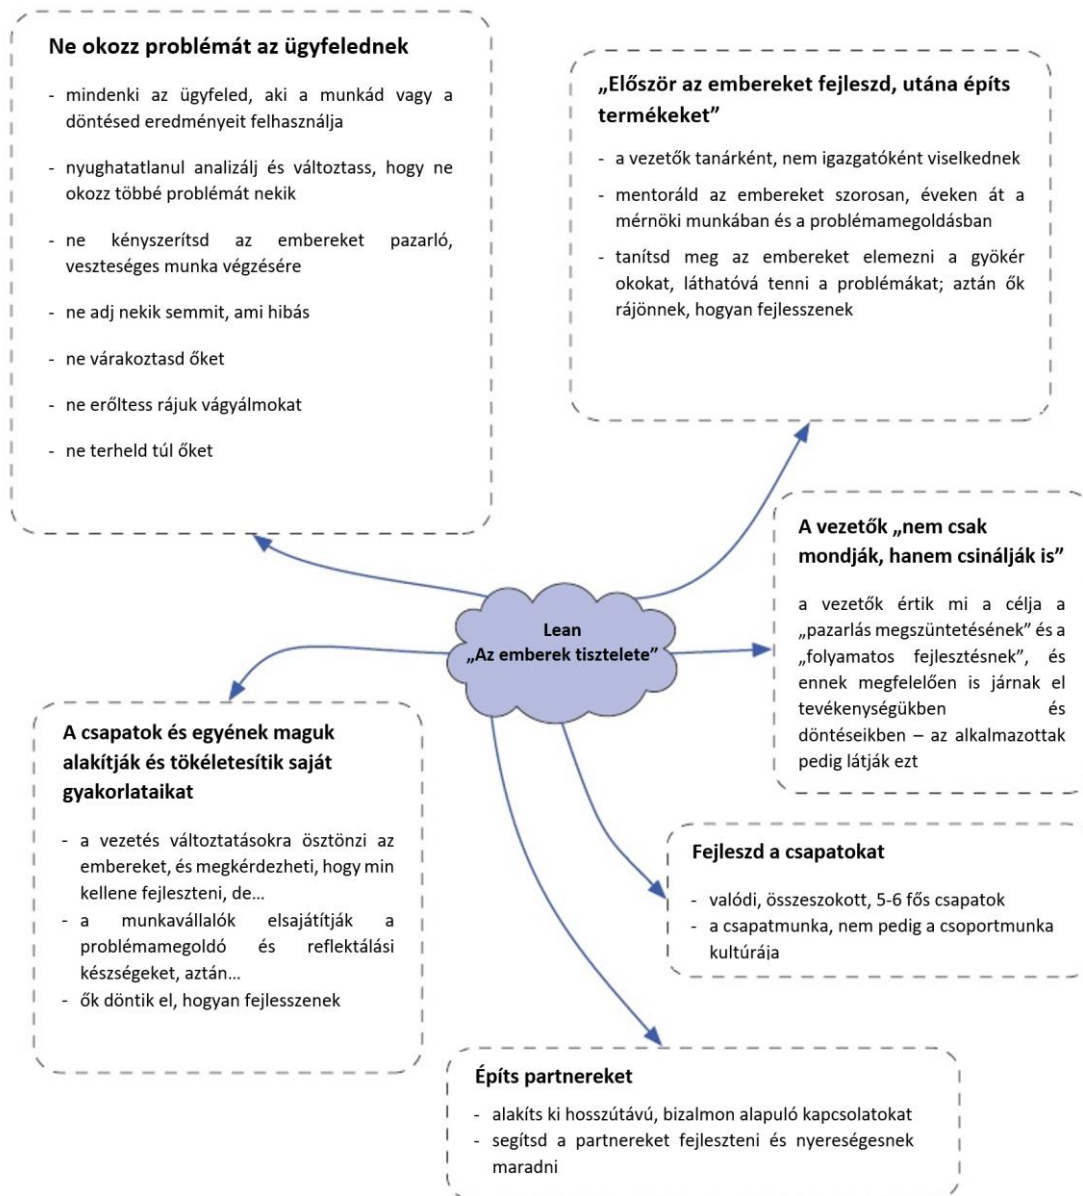 Ne okozz problémát az ügyfelednek
- mindenki az ügyfeled, aki a munkád vagy a
döntésed eredményeit felhasználja
- nyughatatlanul analizálj és változtass, hogy ne
okozz többé problémát nekik
- ne kényszerítsd az embereket pazarló,
veszteséges munka végzésére
- ne adj nekik semmit, ami hibás
- ne várakoztasd őket
- ne erőltess rájuk vágyálmokat
- ne terheld túl őket
„Először az embereket fejleszd, utána építs
termékeket”
- a vezetők tanárként, nem igazgatóként viselkednek
- mentoráld az embereket szorosan, éveken át a
mérnöki munkában és a problémamegoldásban
- tanítsd meg az embereket elemezni a gyökér
okokat, láthatóvá tenni a problémákat; aztán ők
rájönnek, hogyan fejlesszenek
A vezetők „nem csak
mondják, hanem csinálják is”
a vezetők értik mi a célja a
„pazarlás megszüntetésének” és a
„folyamatos fejlesztésnek”, és
ennek megfelelően is járnak el
tevékenységükben és
döntéseikben – az alkalmazottak
pedig látják ezt
Lean
„Az emberek tisztelete”
A csapatok és egyének maguk
alakítják és tökéletesítik saját
gyakorlataikat
- a vezetés változtatásokra ösztönzi az
embereket, és megkérdezheti, hogy min
kellene fejleszteni, de...
- a munkavállalók elsajátítják a
problémamegoldó és reflektálási
készségeket, aztán...
- ők döntik el, hogyan fejlesszenek
Fejleszd a csapatokat
- valódi, összeszokott, 5-6 fős csapatok
- a csapatmunka, nem pedig a csoportmunka
kultúrája
Építs partnereket
- alakíts ki hosszútávú, bizalmon alapuló kapcsolatokat
- segítsd a partnereket fejleszteni és nyereségesnek
maradni